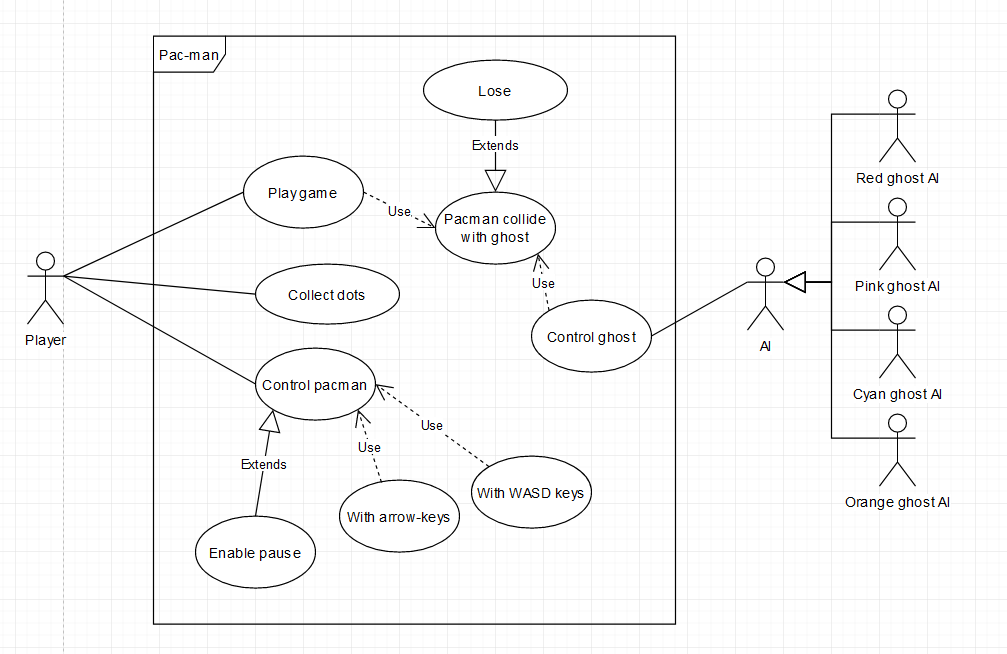 Pac-man
Lose
Extends
Play game
Use
Pacman collide
with ghost
Use
Collect dots
Control ghost
Player
AI
Control pacman
Use
Use
Extends
With WASD keys
With arrow-keys
Enable pause
Red ghost AI
Pink ghost AI
Cyan ghost AI
Orange ghost AI